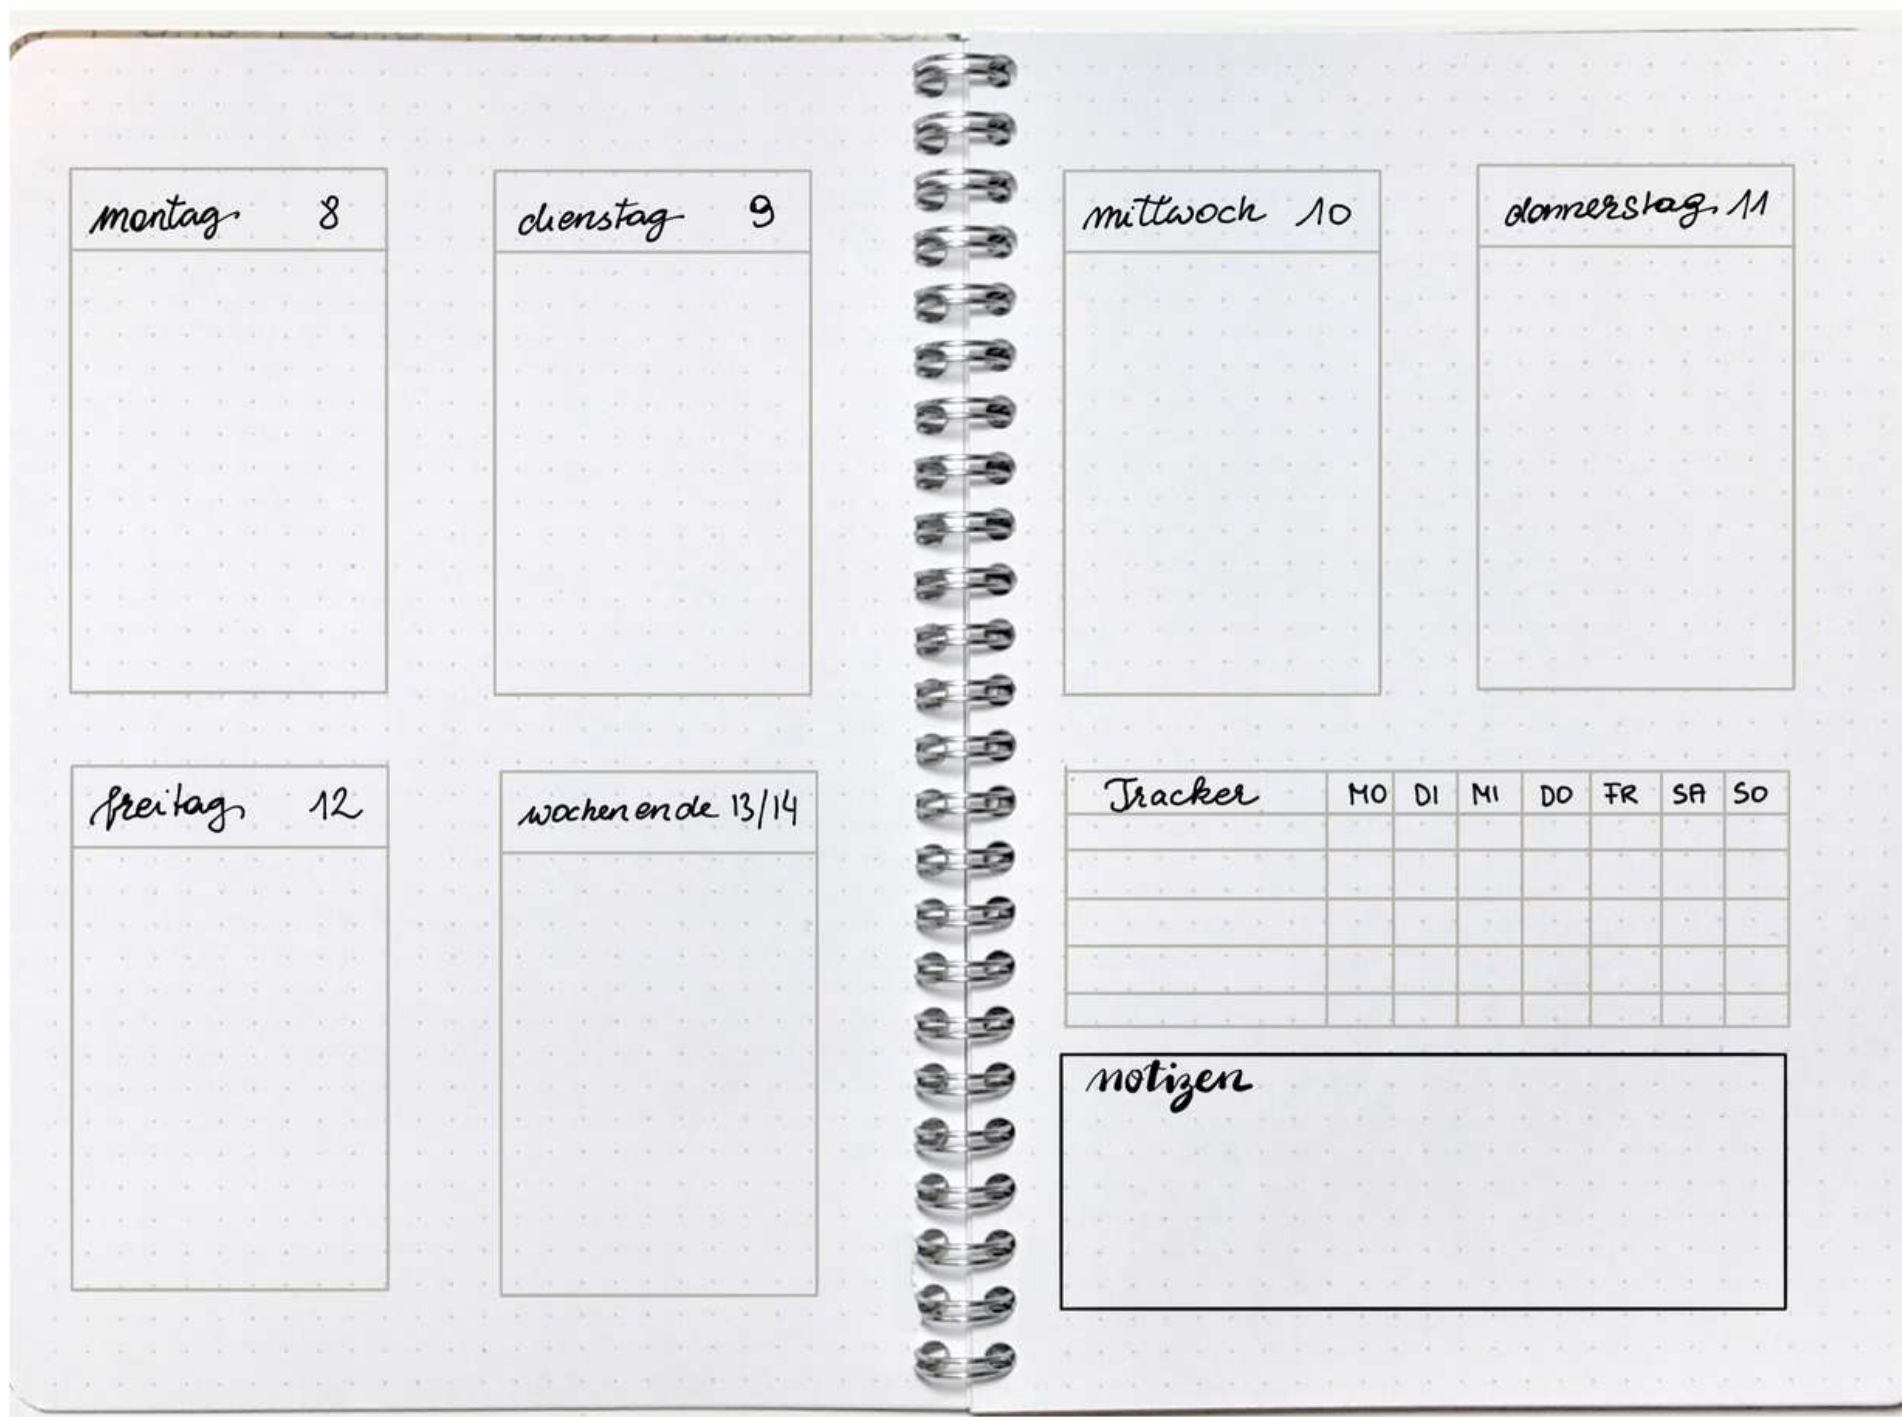 montag 8
dienstag 9
mittwoch 10
donnerstag 11
freitag 12
wochenende 13/14
Tracker MO DI MI DO FR SA SO
notizen